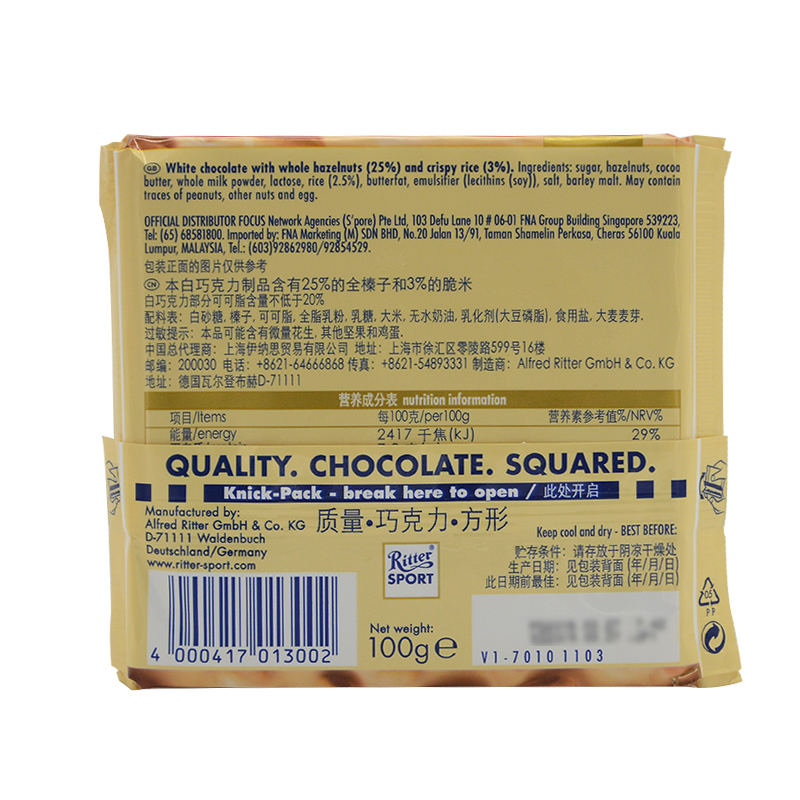 GB White chocolate with whole hazelnuts (25%) and crispy rice (3%). Ingredients: sugar, hazelnuts, cocoa
butter, whole milk powder, lactose, rice (2.5%), butterfat, emulsifier (lecithins (soy)), salt, barley malt. May contain
traces of peanuts, other nuts and egg.
OFFICIAL DISTRIBUTOR FOCUS Network Agencies (S'pore) Pte Ltd, 103 Defu Lane 10 # 06-01 FNA Group Building Singapore 539223,
Tel: (65) 68581800. Imported by: FNA Marketing (M) SDN BHD, No.20 Jalan 13/91, Taman Shamelin Perkasa, Cheras 56100 Kuala
Lumpur, MALAYSIA, Tel.: (603)92862980/92854529.
包装正面的图片仅供参考
CN 本白巧克力制品含有25%的全榛子和3%的脆米
白巧克力部分可可脂含量不低于20%
配料表: 白砂糖, 榛子, 可可脂, 全脂乳粉, 乳糖, 大米, 无水奶油, 乳化剂(大豆磷脂), 食用盐, 大麦麦芽.
过敏提示: 本品可能含有微量花生, 其他坚果和鸡蛋.
中国总代理商: 上海伊纳思贸易有限公司 地址: 上海市徐汇区零陵路599号16楼
邮编: 200030 电话: +8621-64666868 传真: +8621-54893331 制造商: Alfred Ritter GmbH & Co. KG
地址: 德国瓦尔登布赫D-71111
营养成分表 nutrition information
项目/Items 每100克/per100g 营养素参考值%/NRV%
能量/energy 2417 千焦(kJ) 29%
QUALITY. CHOCOLATE. SQUARED.
Knick-Pack - break here to open / 此处开启
Manufactured by:
Alfred Ritter GmbH & Co. KG
D-71111 Waldenbuch
Deutschland/Germany
www.ritter-sport.com
质量·巧克力·方形
Ritter
SPORT
Keep cool and dry - BEST BEFORE:
贮存条件: 请存放于阴凉干燥处
生产日期: 见包装背面 (年/月/日)
此日期前最佳: 见包装背面 (年/月/日)
4 000417 013002
Net weight:
100g e
V1-7010 1103
05
PP